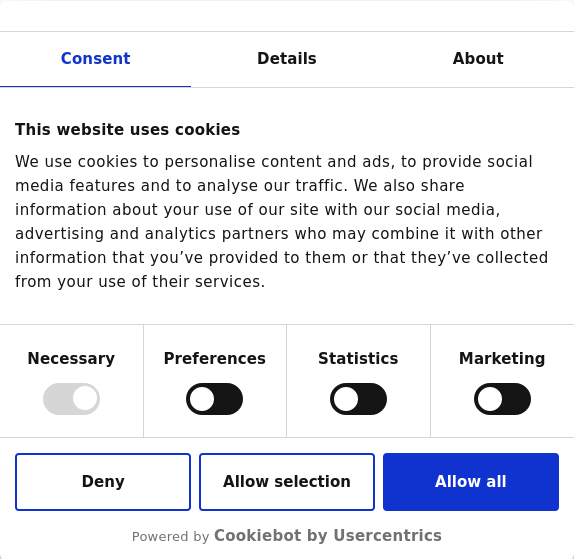 Consent Details About
This website uses cookies
We use cookies to personalise content and ads, to provide social
media features and to analyse our traffic. We also share
information about your use of our site with our social media,
advertising and analytics partners who may combine it with other
information that you’ve provided to them or that they’ve collected
from your use of their services.
Necessary Preferences Statistics Marketing
Deny Allow selection Allow all
Powered by Cookiebot by Usercentrics